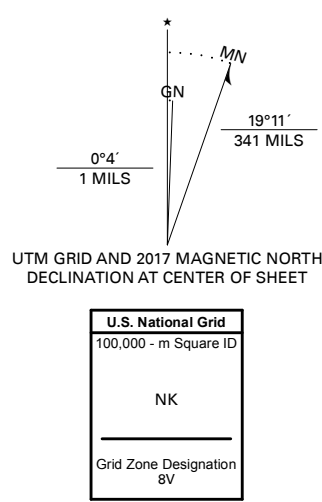 ★
MN
GN
19°11´
341 MILS
0°4´
1 MILS
UTM GRID AND 2017 MAGNETIC NORTH
DECLINATION AT CENTER OF SHEET
U.S. National Grid
100,000 - m Square ID
NK
Grid Zone Designation
8V